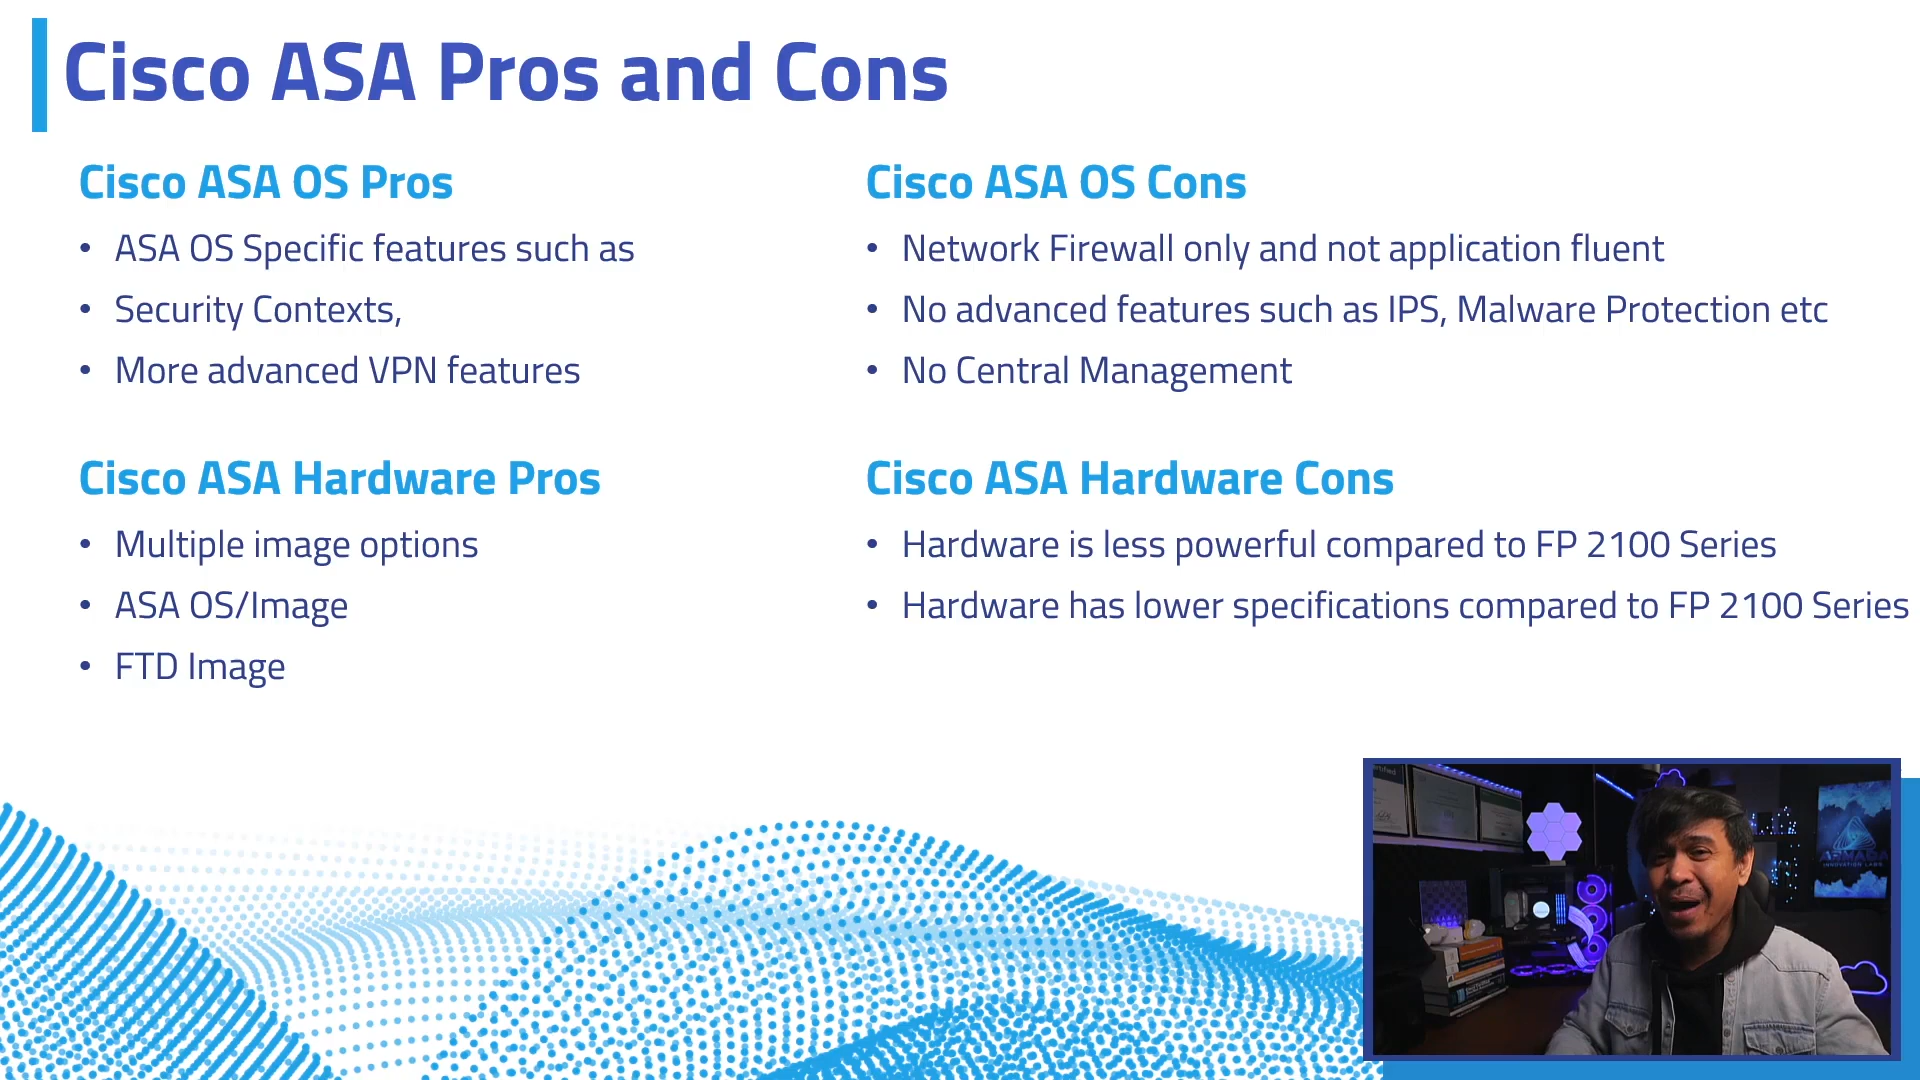 Cisco ASA Pros and Cons
Cisco ASA OS Pros
• ASA OS Specific features such as
• Security Contexts,
• More advanced VPN features
Cisco ASA Hardware Pros
• Multiple image options
• ASA OS/Image
• FTD Image
Cisco ASA OS Cons
• Network Firewall only and not application fluent
• No advanced features such as IPS, Malware Protection etc
• No Central Management
Cisco ASA Hardware Cons
• Hardware is less powerful compared to FP 2100 Series
• Hardware has lower specifications compared to FP 2100 Series
ARMADA
INNOVATION LABS